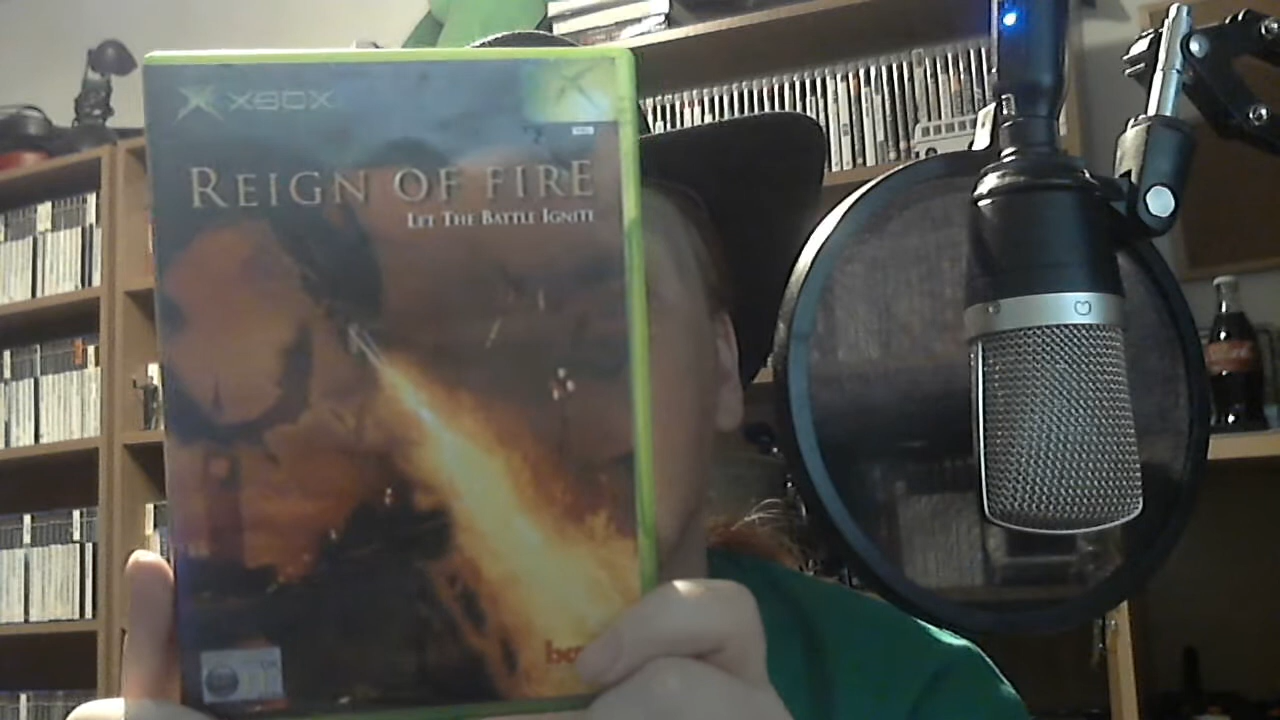 XBOX
REIGN OF FIRE
LET THE BATTLE IGNITE